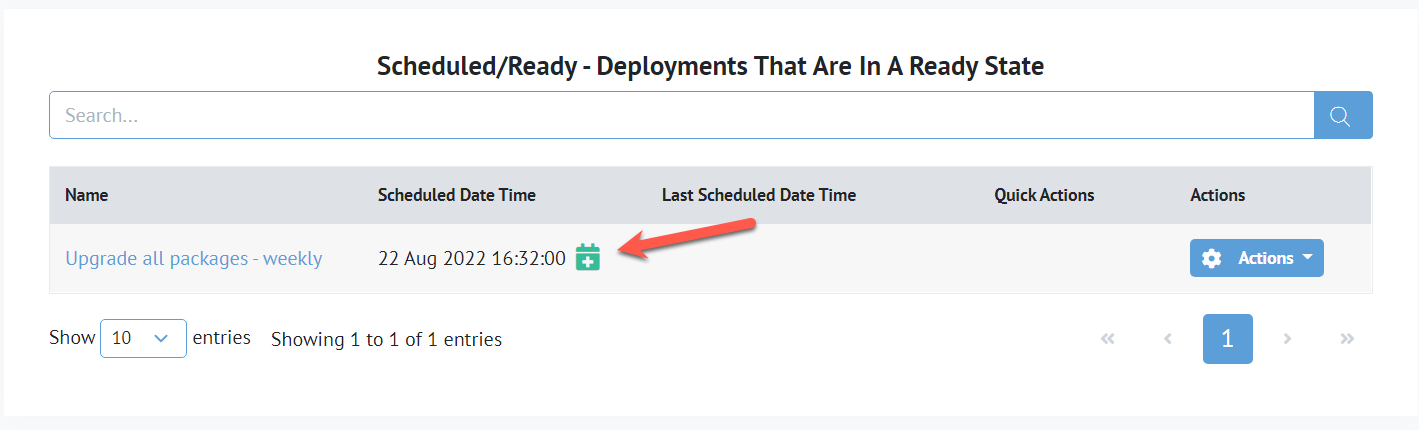 Scheduled/Ready - Deployments That Are In A Ready State
Search...
Name Scheduled Date Time Last Scheduled Date Time Quick Actions Actions
Upgrade all packages - weekly 22 Aug 2022 16:32:00 Actions
Show 10 entries Showing 1 to 1 of 1 entries « ‹ 1 › »